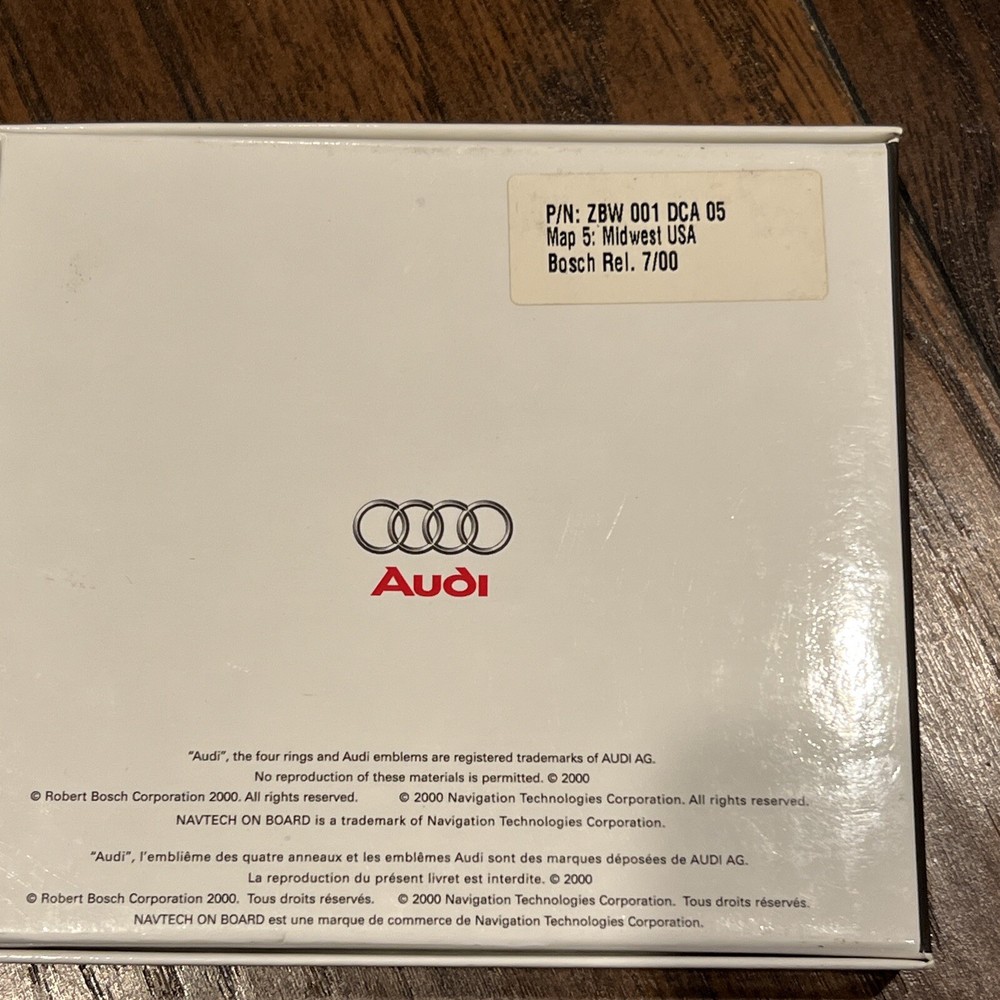 P/N: ZBW 001 DCA 05
Map 5: Midwest USA
Bosch Rel. 7/00
Audi
“Audi”, the four rings and Audi emblems are registered trademarks of AUDI AG.
No reproduction of these materials is permitted. © 2000
© Robert Bosch Corporation 2000. All rights reserved. © 2000 Navigation Technologies Corporation. All rights reserved.
NAVTECH ON BOARD is a trademark of Navigation Technologies Corporation.
“Audi”, l’emblième des quatre anneaux et les emblêmes Audi sont des marques déposées de AUDI AG.
La reproduction du présent livret est interdite. © 2000
© Robert Bosch Corporation 2000. Tous droits réservés. © 2000 Navigation Technologies Corporation. Tous droits réservés.
NAVTECH ON BOARD est une marque de commerce de Navigation Technologies Corporation.